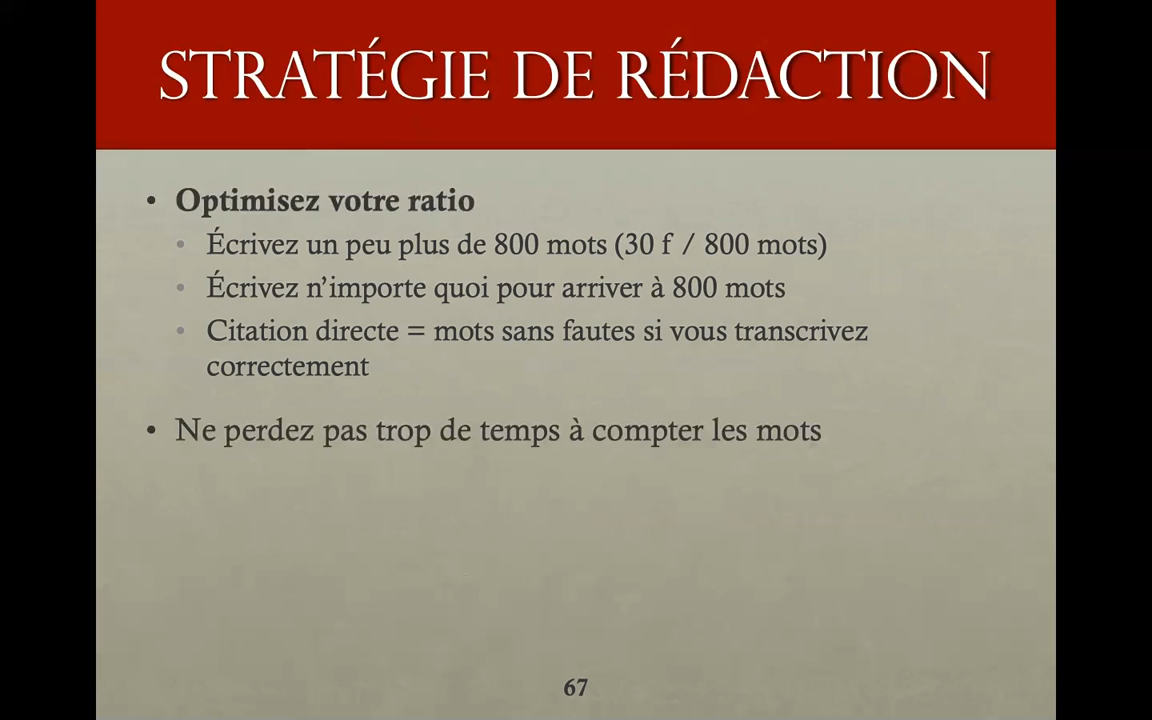 STRATÉGIE DE RÉDACTION
• Optimisez votre ratio
• Écrivez un peu plus de 800 mots (30 f / 800 mots)
• Écrivez n’importe quoi pour arriver à 800 mots
• Citation directe = mots sans fautes si vous transcrivez
correctement
• Ne perdez pas trop de temps à compter les mots
67